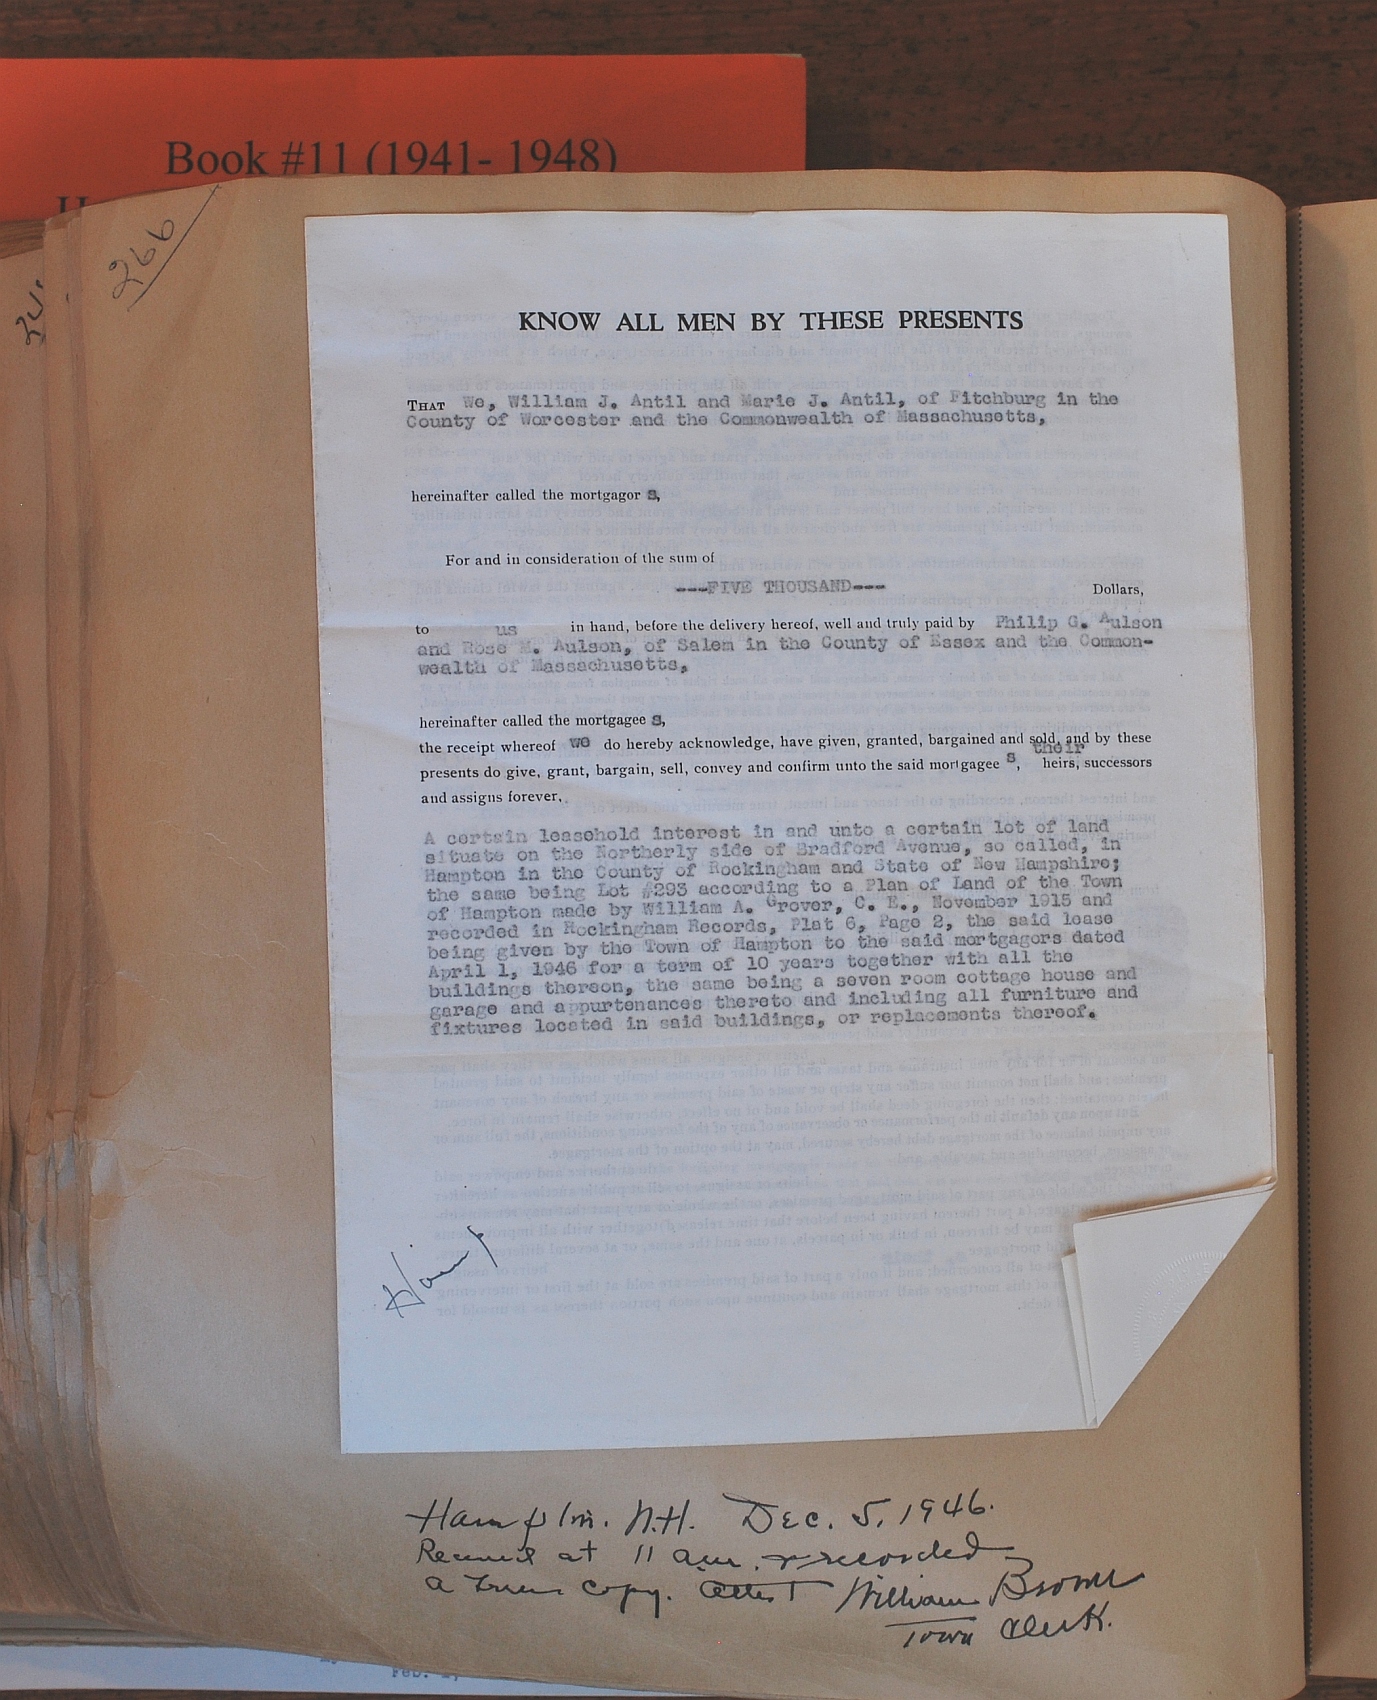 Book #11 (1941- 1948)
266
KNOW ALL MEN BY THESE PRESENTS
THAT We, William J. Antil and Marie J. Antil, of Fitchburg in the
County of Worcester and the Commonwealth of Massachusetts,
hereinafter called the mortgagor s,
For and in consideration of the sum of
---FIVE THOUSAND--- Dollars,
to us in hand, before the delivery hereof, well and truly paid by Philip G. Aulson
and Rose M. Aulson, of Salem in the County of Essex and the Common-
wealth of Massachusetts,
hereinafter called the mortgagee s,
the receipt whereof we do hereby acknowledge, have given, granted, bargained and sold, and by these
presents do give, grant, bargain, sell, convey and confirm unto the said mortgagee s, their heirs, successors
and assigns forever,
A certain leasehold interest in and unto a certain lot of land
situate on the Northerly side of Bradford Avenue, so called, in
Hampton in the County of Rockingham and State of New Hampshire;
the same being Lot #293 according to a Plan of Land of the Town
of Hampton made by William A. Grover, C. E., November 1915 and
recorded in Rockingham Records, Plat 6, Page 2, the said lease
being given by the Town of Hampton to the said mortgagors dated
April 1, 1946 for a term of 10 years together with all the
buildings thereon, the same being a seven room cottage house and
garage and appurtenances thereto and including all furniture and
fixtures located in said buildings, or replacements thereof.
Hamp
Hampton. N.H. Dec. 5, 1946.
Received at 11 am. & recorded
a true copy. Attest William Brown
Town Clerk.
Feb. 1,